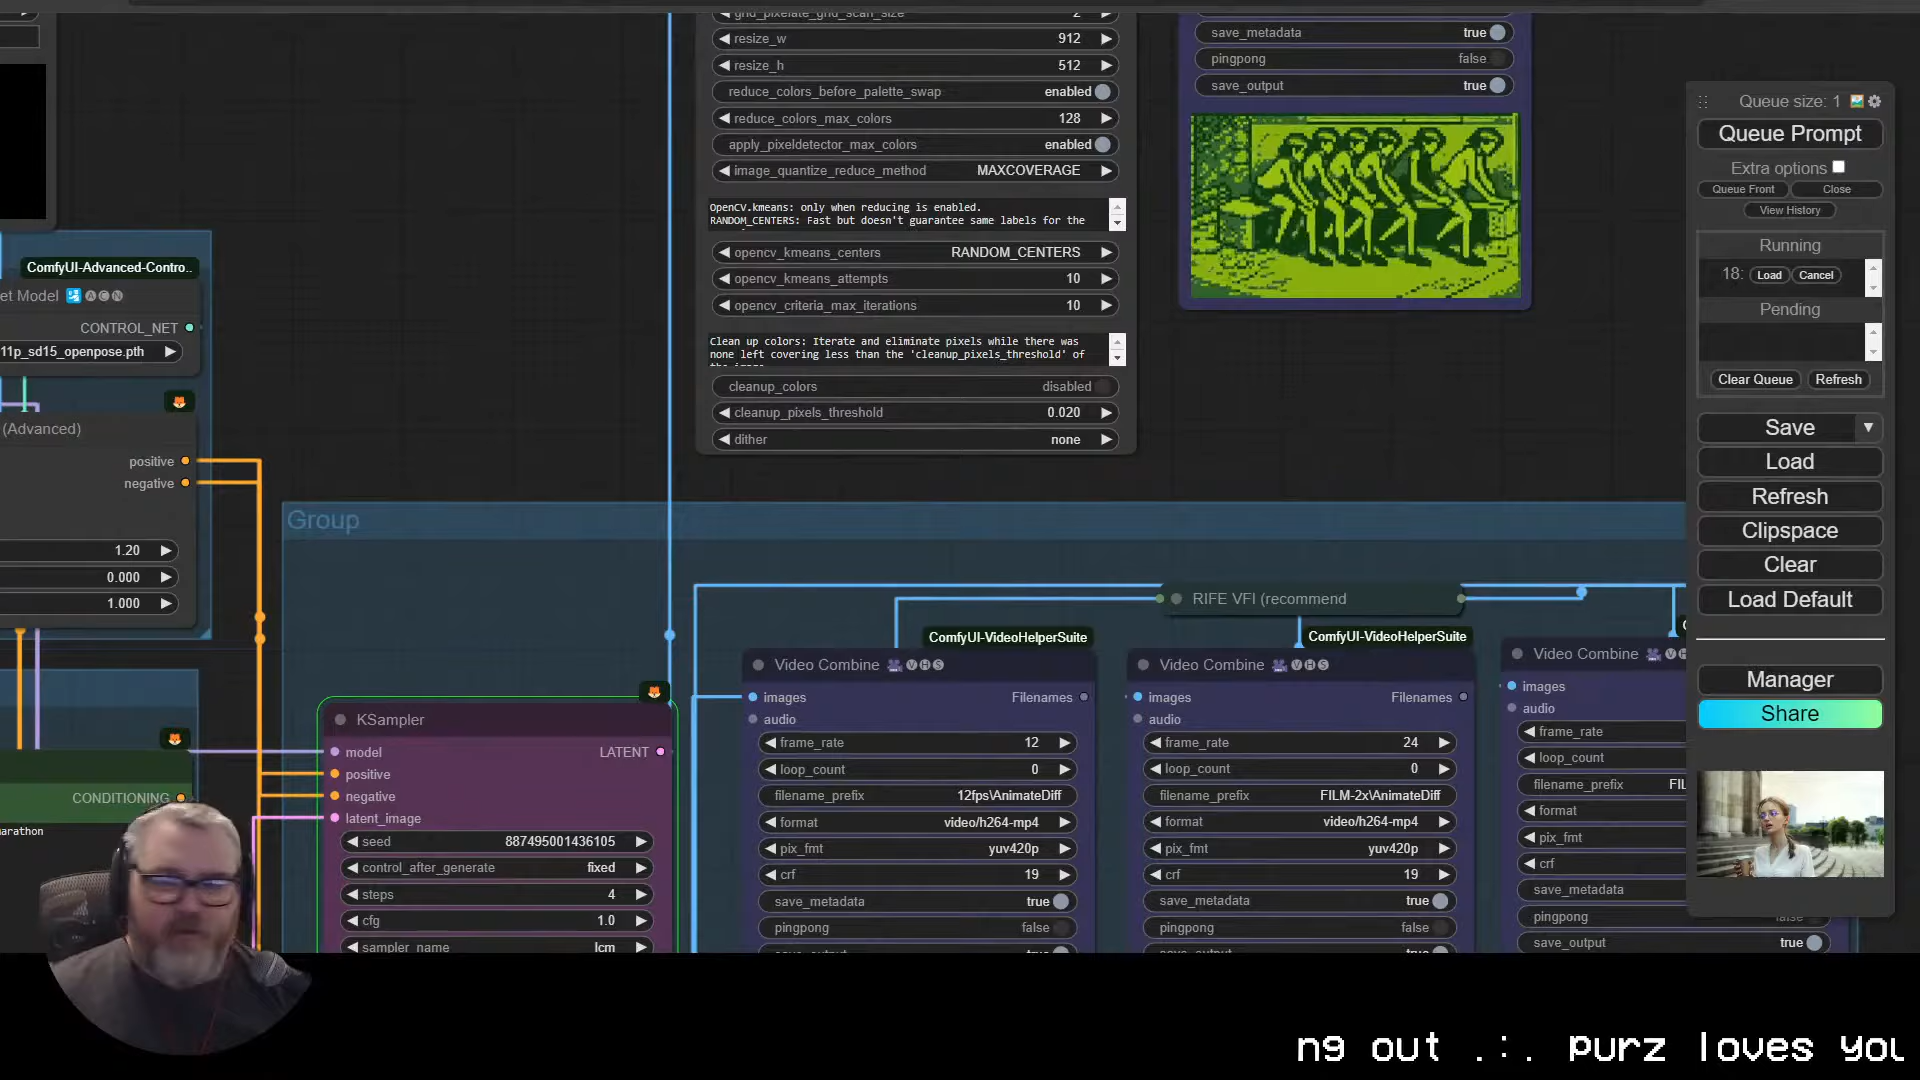 grid_pixelate_grid_scan_size 2
resize_w 912
resize_h 512
reduce_colors_before_palette_swap enabled
reduce_colors_max_colors 128
apply_pixeldetector_max_colors enabled
image_quantize_reduce_method MAXCOVERAGE
OpenCV.kmeans: only when reducing is enabled.
RANDOM_CENTERS: Fast but doesn't guarantee same labels for the
opencv_kmeans_centers RANDOM_CENTERS
opencv_kmeans_attempts 10
opencv_criteria_max_iterations 10
Clean up colors: Iterate and eliminate pixels while there was
none left covering less than the 'cleanup_pixels_threshold' of
the image
cleanup_colors disabled
cleanup_pixels_threshold 0.020
dither none
save_metadata true
pingpong false
save_output true
ComfyUI-Advanced-Contro..
et Model
CONTROL_NET
11p_sd15_openpose.pth
(Advanced)
positive
negative
1.20
0.000
1.000
CONDITIONING
arathon
Group
KSampler
model LATENT
positive
negative
latent_image
seed 887495001436105
control_after_generate fixed
steps 4
cfg 1.0
sampler_name lcm
RIFE VFI (recommend
ComfyUI-VideoHelperSuite
Video Combine VHS
images Filenames
audio
frame_rate 12
loop_count 0
filename_prefix 12fps\AnimateDiff
format video/h264-mp4
pix_fmt yuv420p
crf 19
save_metadata true
pingpong false
true
ComfyUI-VideoHelperSuite
Video Combine VHS
images Filenames
audio
frame_rate 24
loop_count 0
filename_prefix FILM-2x\AnimateDiff
format video/h264-mp4
pix_fmt yuv420p
crf 19
save_metadata true
pingpong false
true
Video Combine
images
audio
frame_rate
loop_count
filename_prefix FIL
format
pix_fmt
crf
save_metadata
pingpong false
save_output true
Queue size: 1
Queue Prompt
Extra options
Queue Front Close
View History
Running
18: Load Cancel
Pending
Clear Queue Refresh
Save
Load
Refresh
Clipspace
Clear
Load Default
Manager
Share
ng out .:. purz loves you